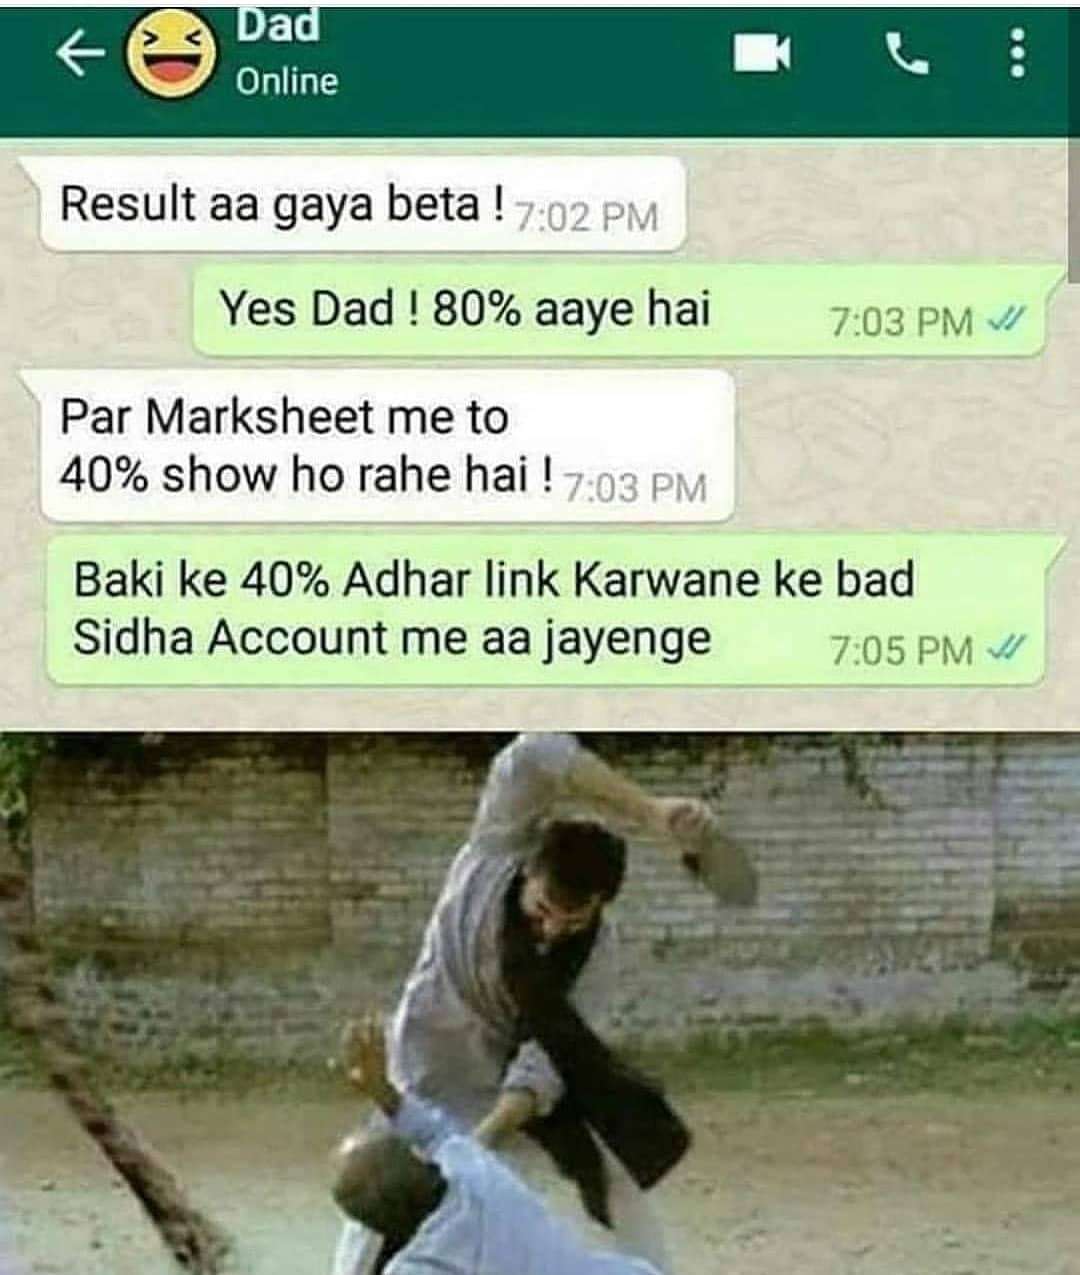 Dad
Online
Result aa gaya beta ! 7:02 PM
Yes Dad ! 80% aaye hai 7:03 PM
Par Marksheet me to
40% show ho rahe hai ! 7:03 PM
Baki ke 40% Adhar link Karwane ke bad
Sidha Account me aa jayenge 7:05 PM